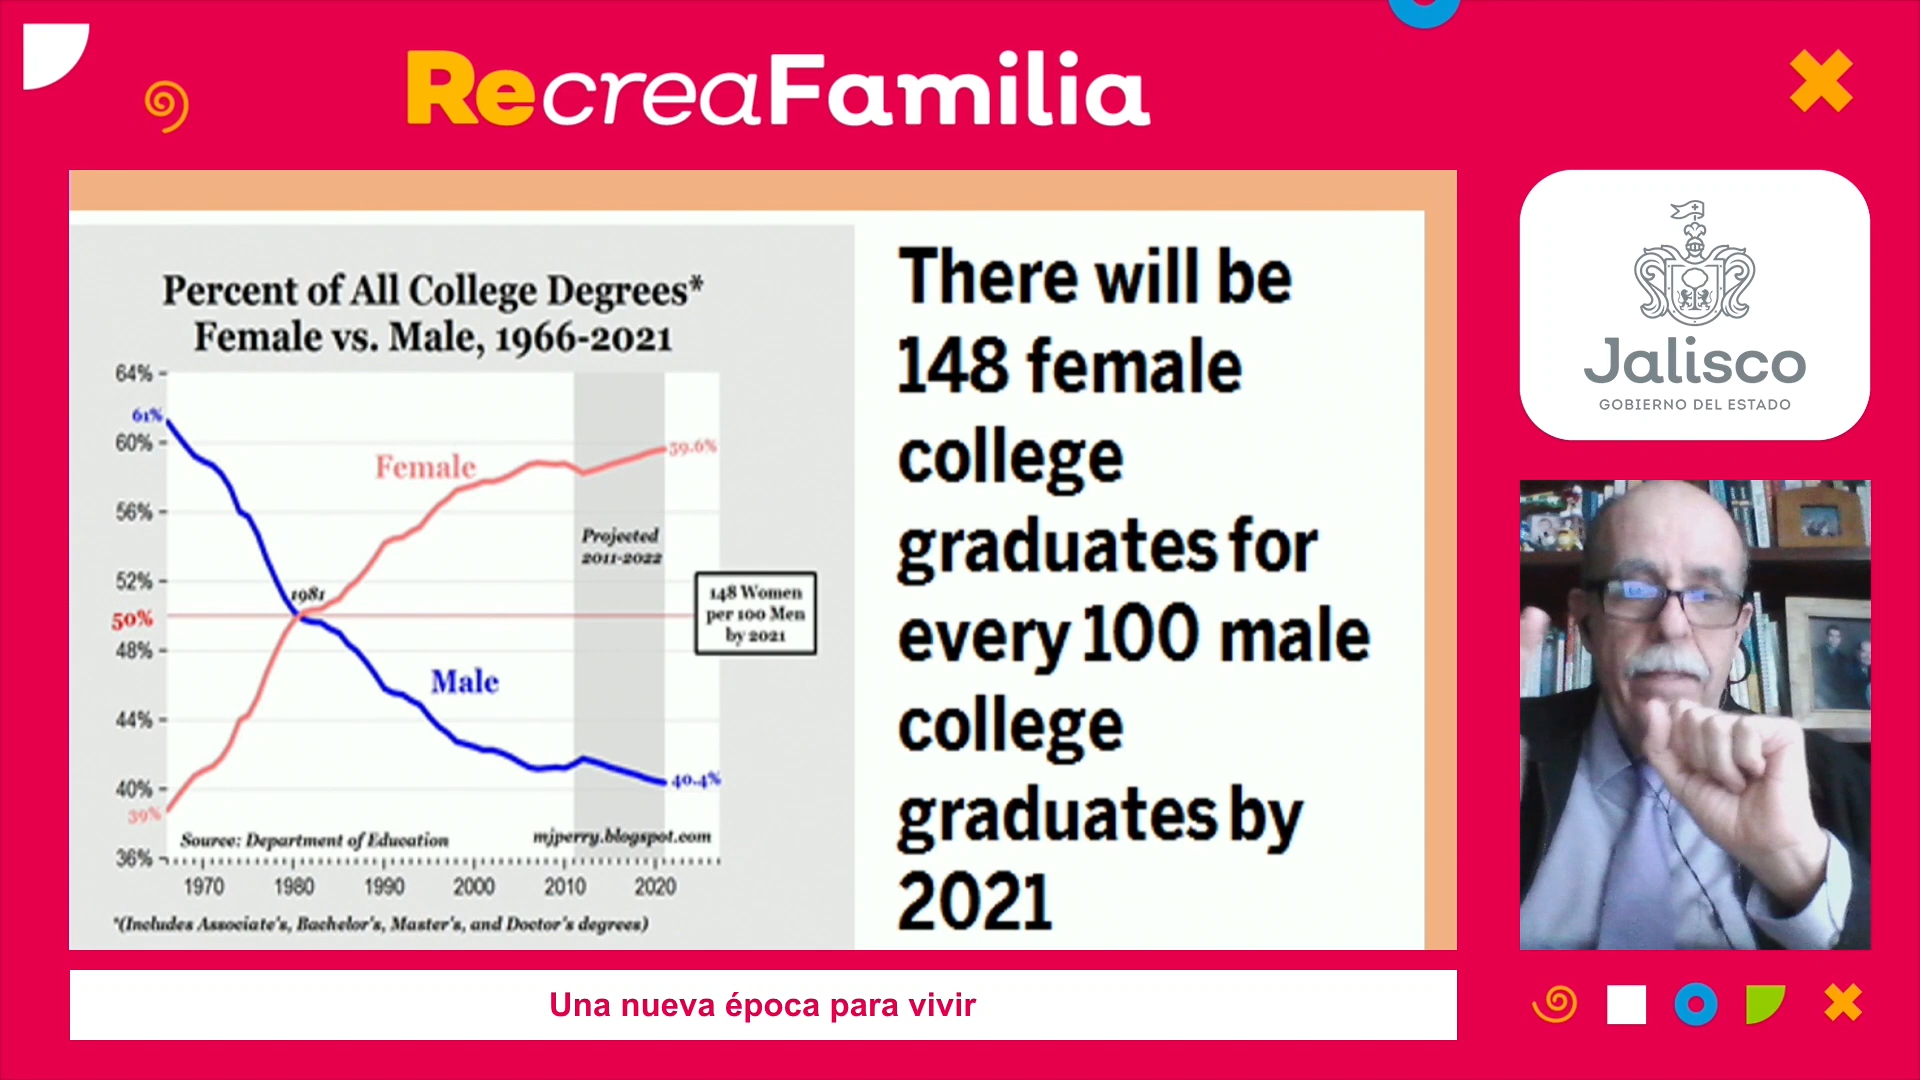 RecreaFamilia
Percent of All College Degrees*
Female vs. Male, 1966-2021
64%
61%
60%
56%
52%
50%
48%
44%
40%
39%
36%
Female
59.6%
Projected
2011-2022
1981
148 Women
per 100 Men
by 2021
Male
40.4%
Source: Department of Education
mjperry.blogspot.com
1970 1980 1990 2000 2010 2020
*(Includes Associate's, Bachelor's, Master's, and Doctor's degrees)
There will be
148 female
college
graduates for
every 100 male
college
graduates by
2021
Jalisco
GOBIERNO DEL ESTADO
Una nueva época para vivir